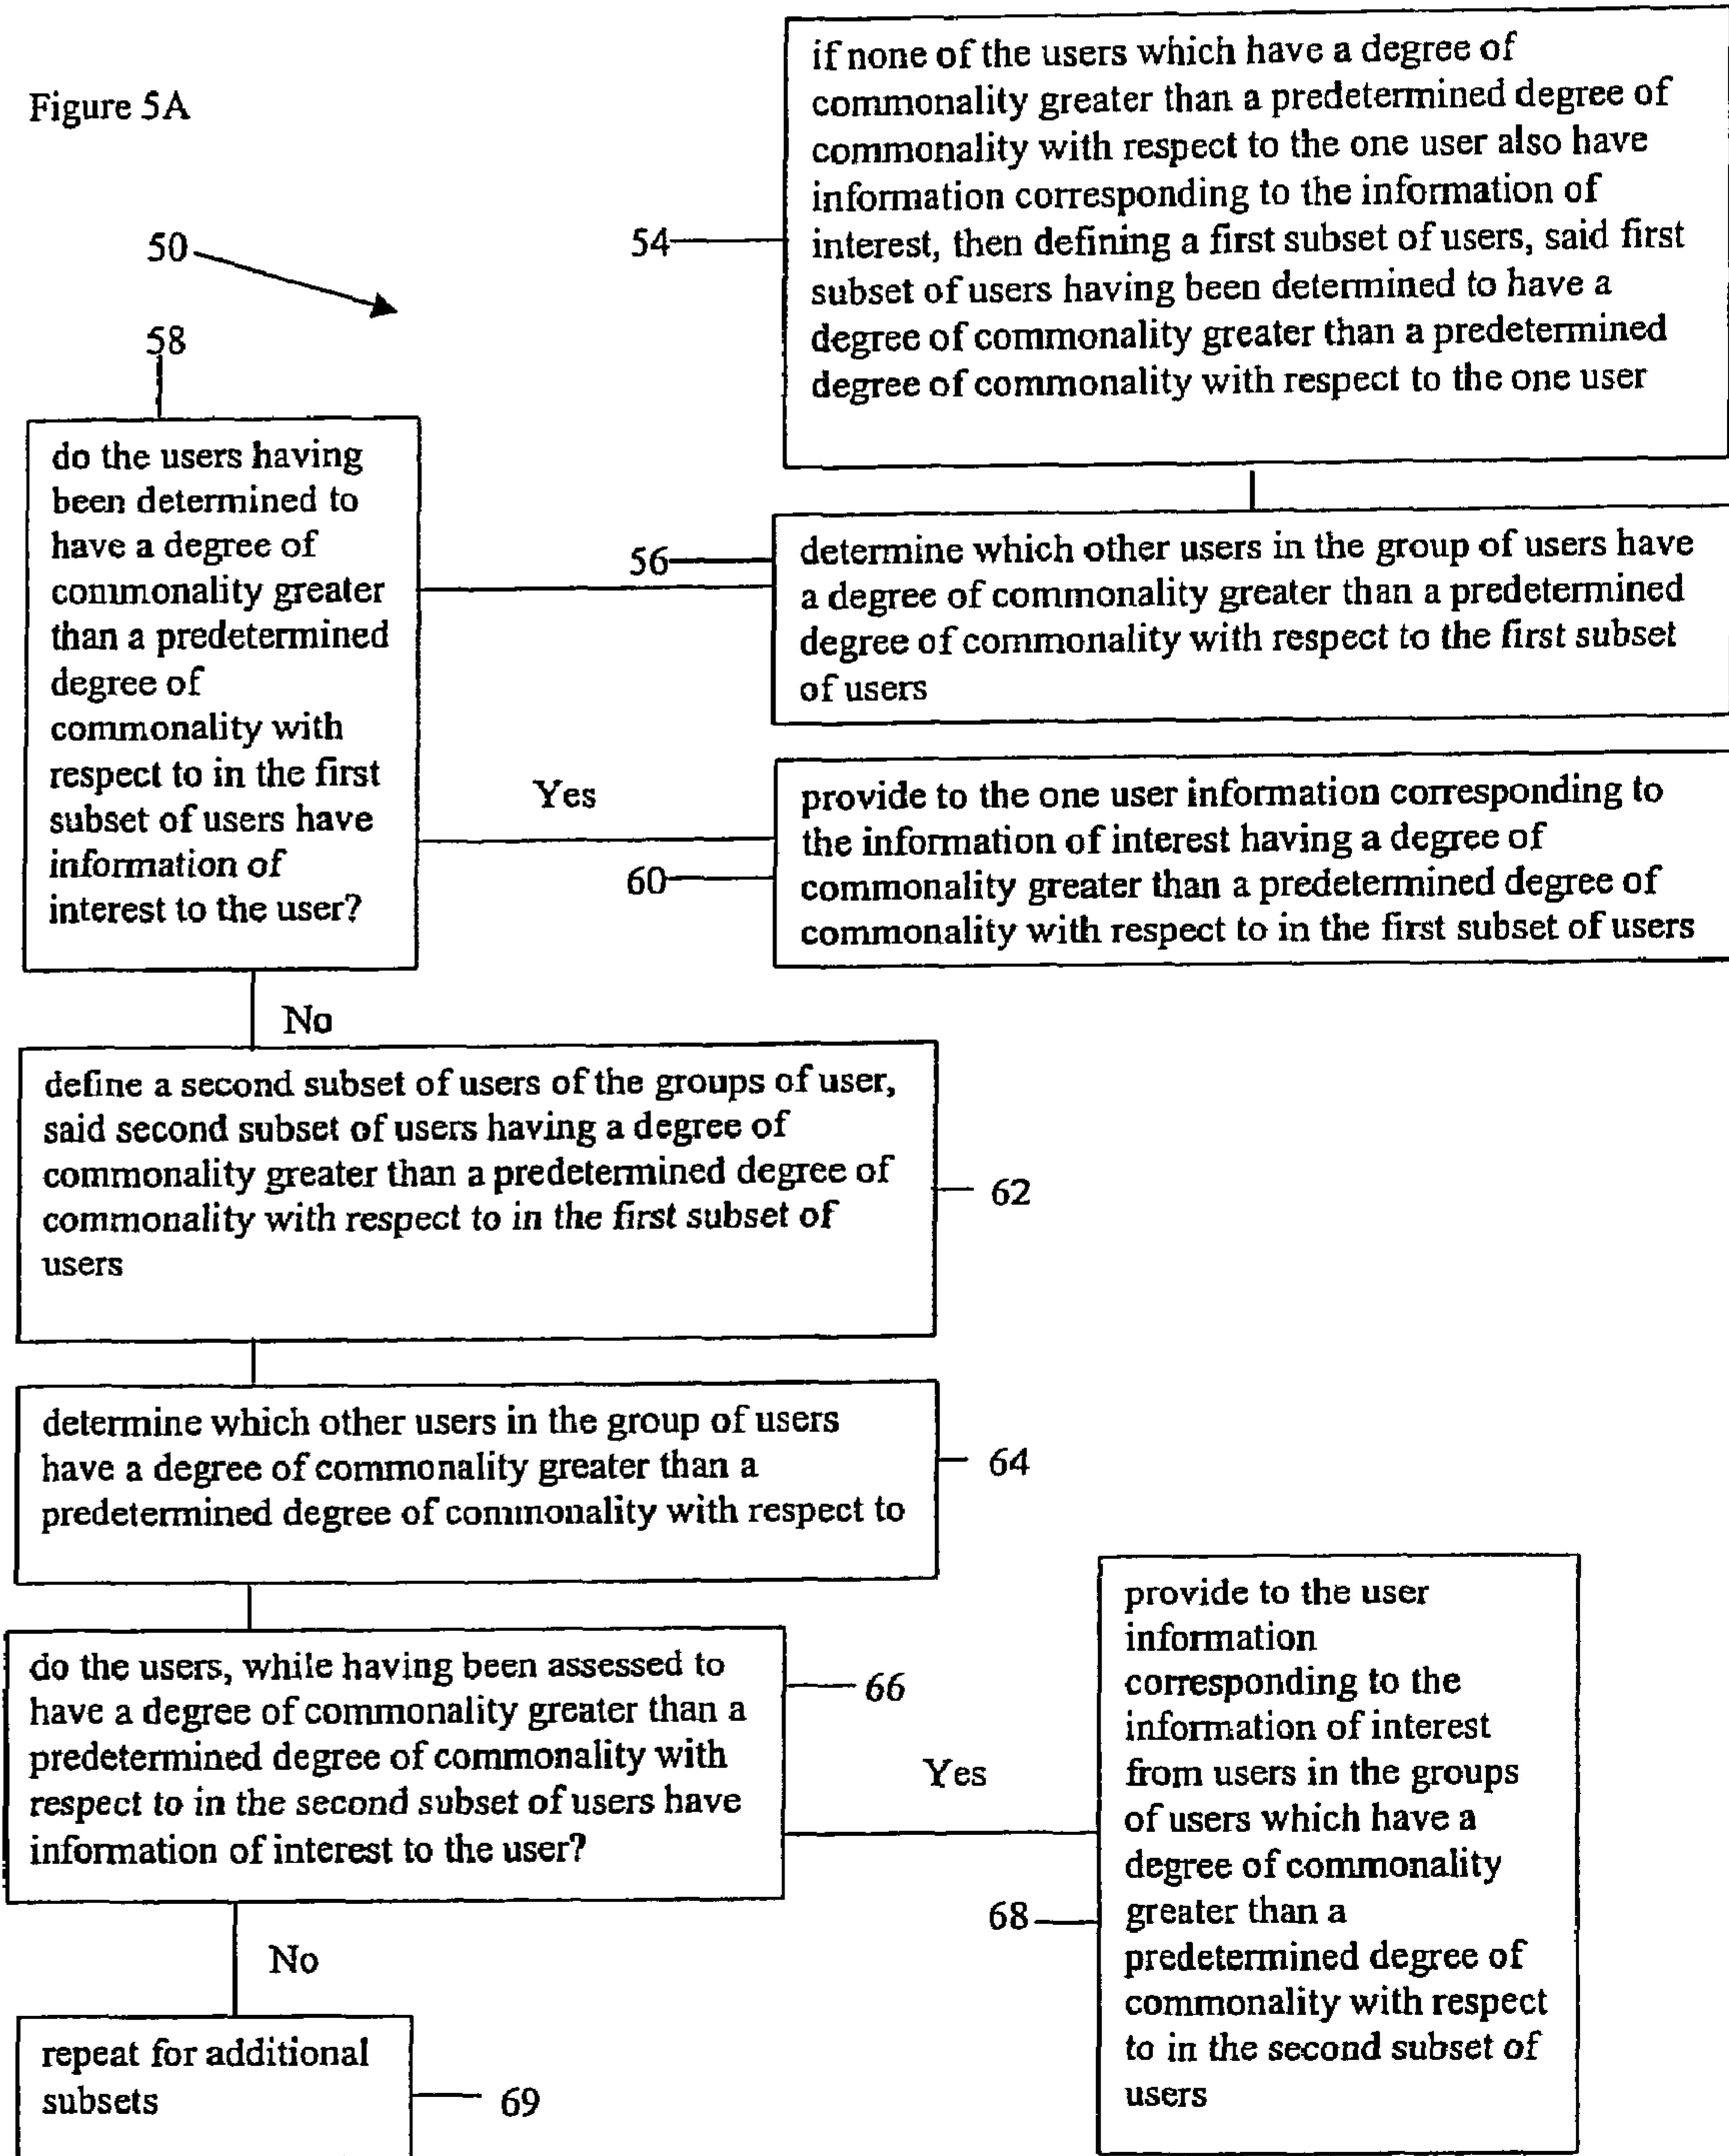 Figure 5A
50
54
if none of the users which have a degree of
commonality greater than a predetermined degree of
commonality with respect to the one user also have
information corresponding to the information of
interest, then defining a first subset of users, said first
subset of users having been determined to have a
degree of commonality greater than a predetermined
degree of commonality with respect to the one user
56
determine which other users in the group of users have
a degree of commonality greater than a predetermined
degree of commonality with respect to the first subset
of users
58
do the users having
been determined to
have a degree of
commonality greater
than a predetermined
degree of
commonality with
respect to in the first
subset of users have
information of
interest to the user?
Yes
60
provide to the one user information corresponding to
the information of interest having a degree of
commonality greater than a predetermined degree of
commonality with respect to in the first subset of users
No
define a second subset of users of the groups of user,
said second subset of users having a degree of
commonality greater than a predetermined degree of
commonality with respect to in the first subset of
users
62
determine which other users in the group of users
have a degree of commonality greater than a
predetermined degree of commonality with respect to
64
do the users, while having been assessed to
have a degree of commonality greater than a
predetermined degree of commonality with
respect to in the second subset of users have
information of interest to the user?
66
Yes
68
provide to the user
information
corresponding to the
information of interest
from users in the groups
of users which have a
degree of commonality
greater than a
predetermined degree of
commonality with respect
to in the second subset of
users
No
repeat for additional
subsets
69